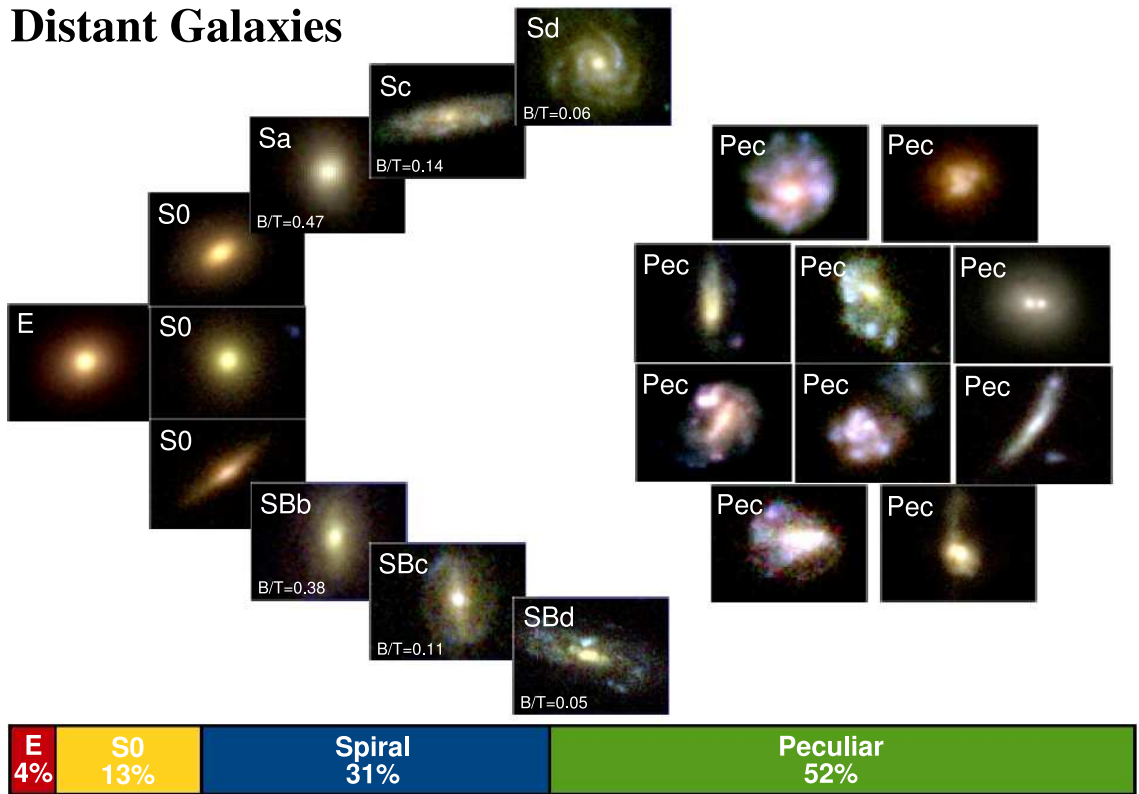 Distant Galaxies
Sd
B/T=0.06
Sc
B/T=0.14
Sa
B/T=0.47
S0
E
S0
S0
SBb
B/T=0.38
SBc
B/T=0.11
SBd
B/T=0.05
Pec
Pec
Pec
Pec
Pec
Pec
Pec
Pec
Pec
Pec
E
4%
S0
13%
Spiral
31%
Peculiar
52%